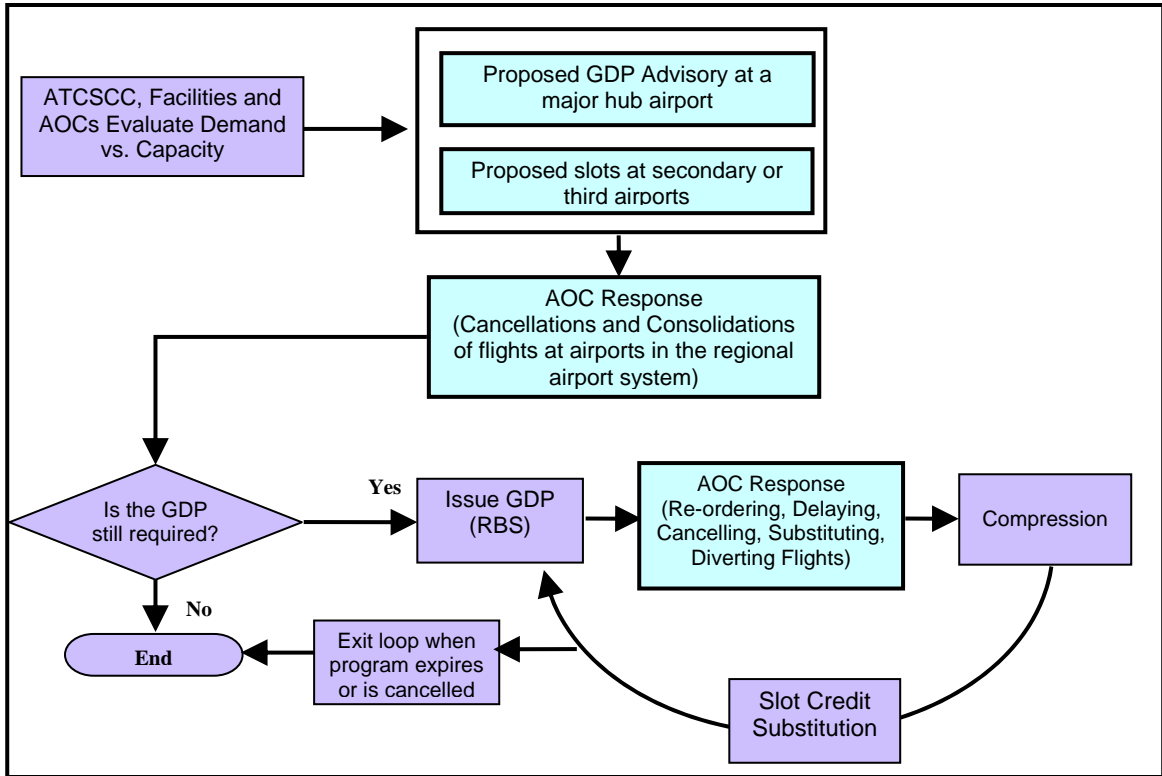 Proposed GDP Advisory at a
major hub airport
ATCSCC, Facilities and
AOCs Evaluate Demand
vs. Capacity
Proposed slots at secondary or
third airports
AOC Response
(Cancellations and Consolidations
of flights at airports in the regional
airport system)
Is the GDP
still required?
Yes
Issue GDP
(RBS)
AOC Response
(Re-ordering, Delaying,
Cancelling, Substituting,
Diverting Flights)
Compression
No
End
Exit loop when
program expires
or is cancelled
Slot Credit
Substitution